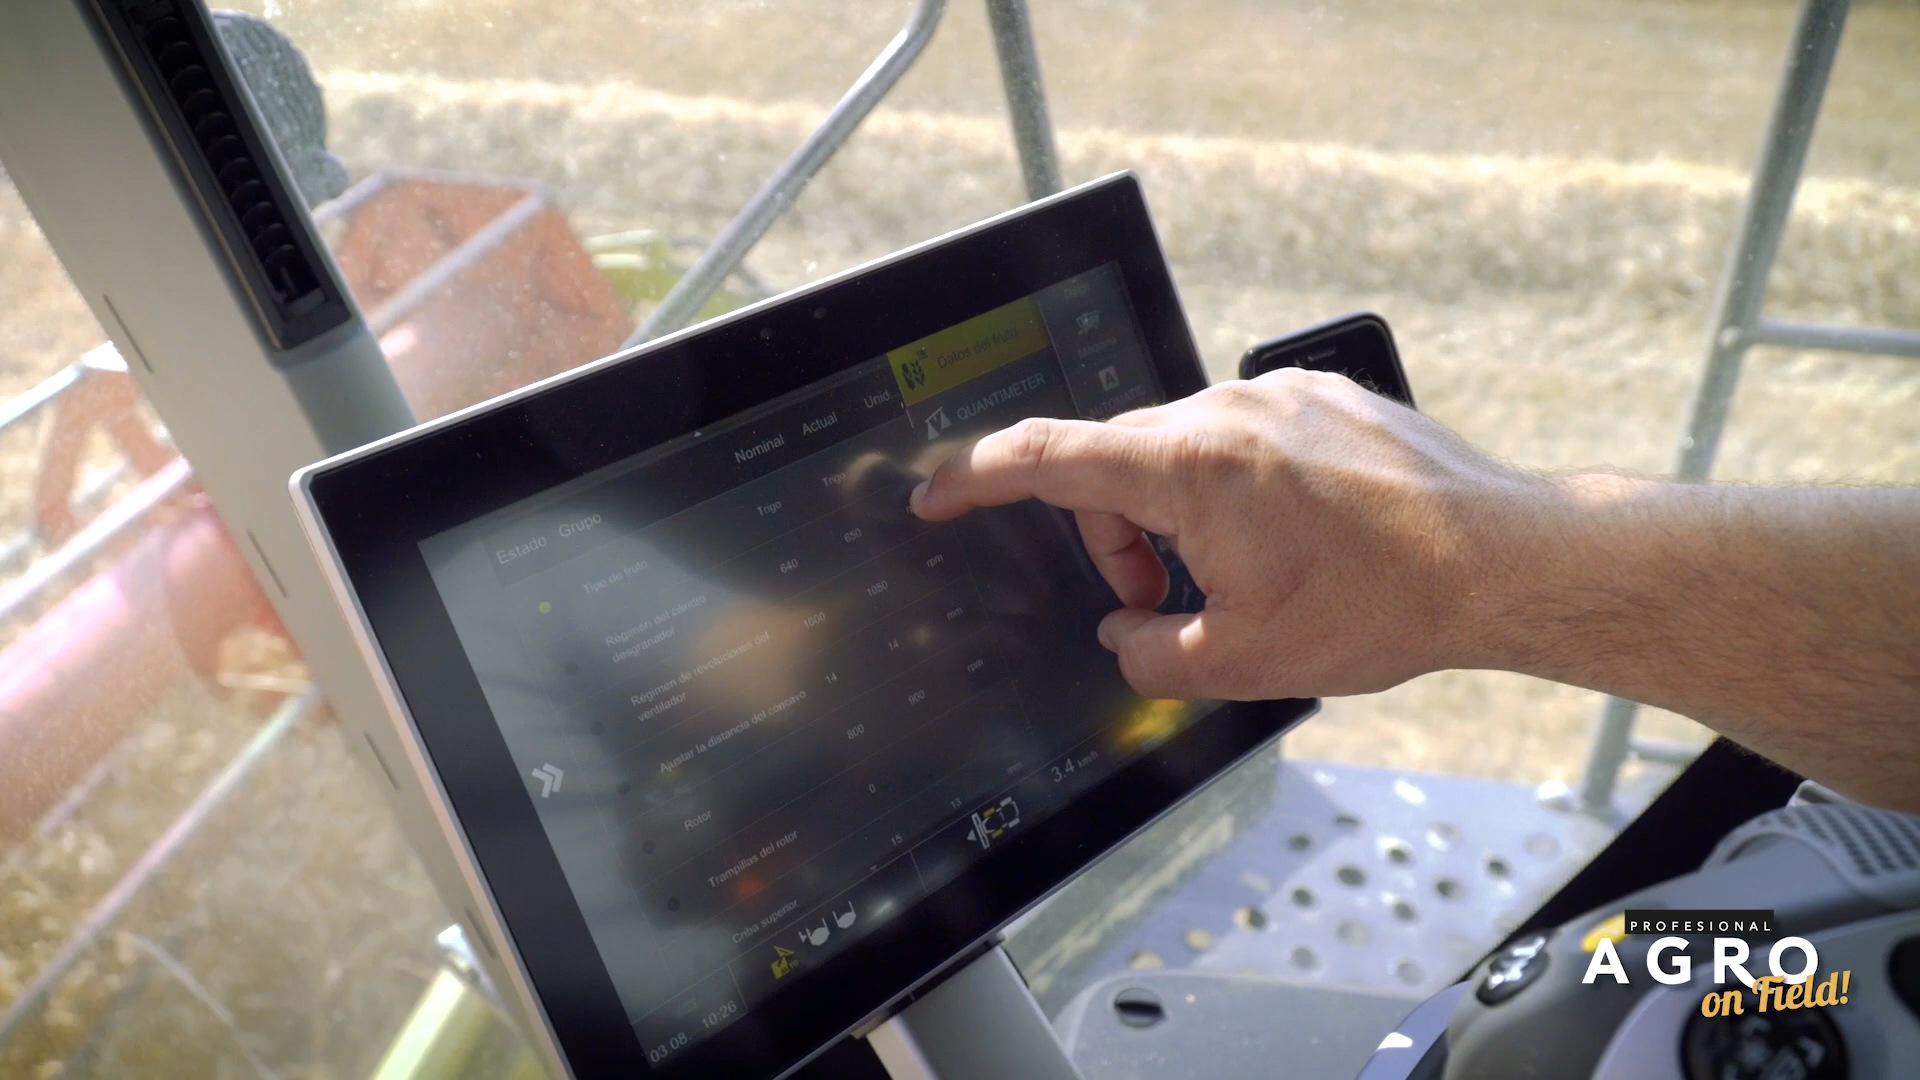 Datos del fruto
QUANTIMETER
AUTOMATIC
Estado Grupo Nominal Actual Unid.
Tipo de fruto Trigo Trigo
Régimen del cilindro
desgranador 640 650
Régimen de revoluciones del
ventilador 1000 1050 rpm
Ajustar la distancia del cóncavo 14 14 mm
Rotor 800 900 rpm
Trampillas del rotor 0
Criba superior 15 13 mm
3.4 km/h
03.08. 10:26
PROFESIONAL
AGRO
on Field!